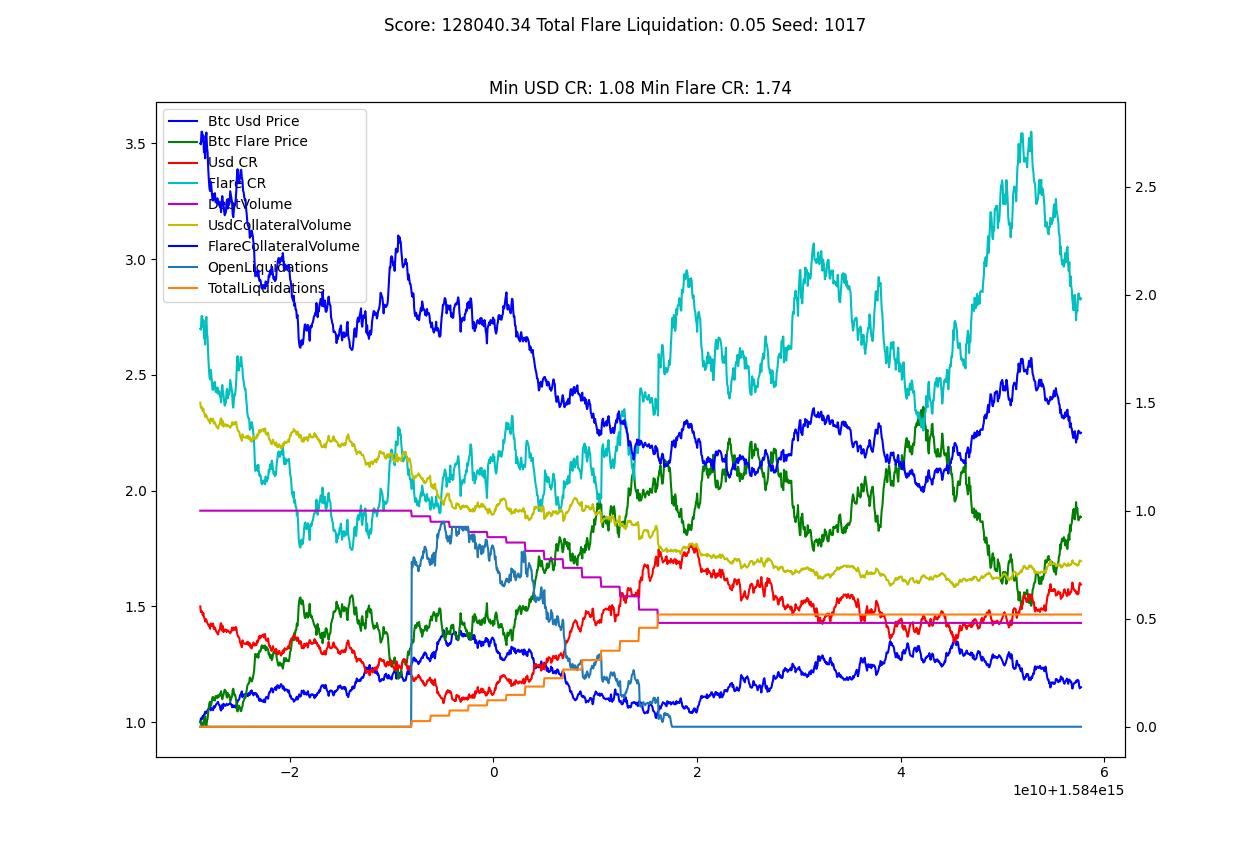 Score: 128040.34 Total Flare Liquidation: 0.05 Seed: 1017
Min USD CR: 1.08 Min Flare CR: 1.74
Btc Usd Price
Btc Flare Price
Usd CR
Flare CR
DebtVolume
UsdCollateralVolume
FlareCollateralVolume
OpenLiquidations
TotalLiquidations
3.5
3.0
2.5
2.0
1.5
1.0
2.5
2.0
1.5
1.0
0.5
0.0
−2 0 2 4 6
1e10+1.584e15